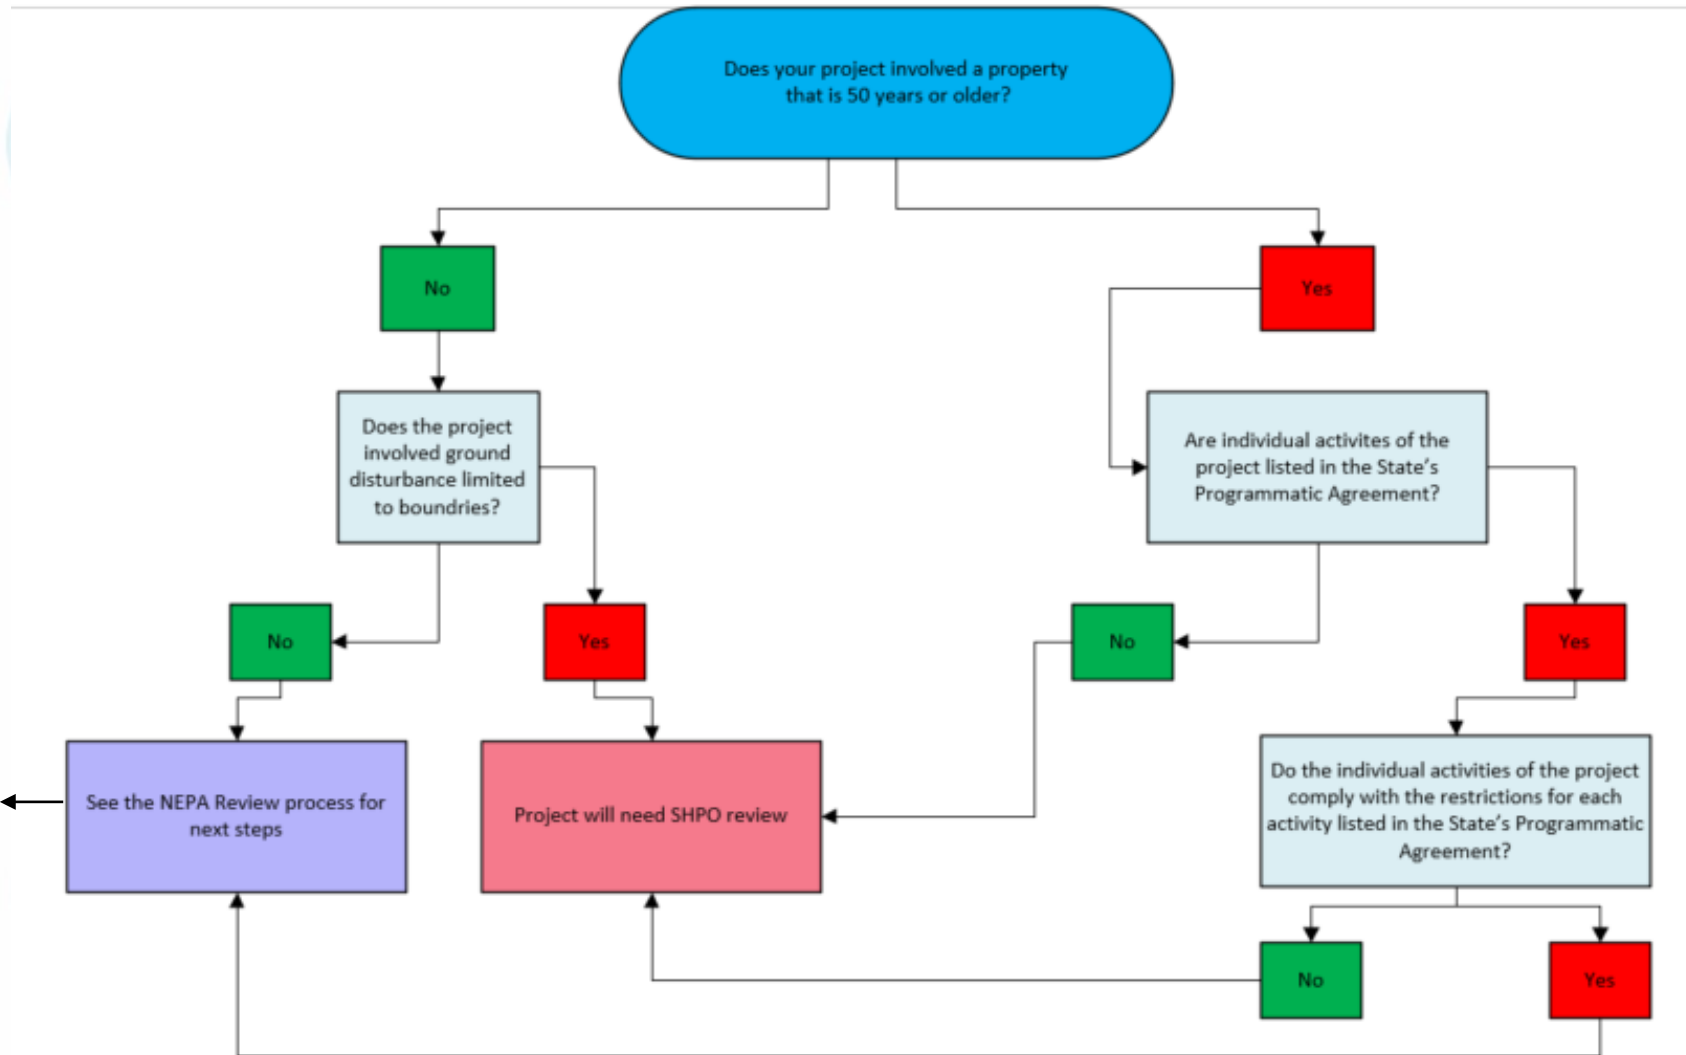 Does your project involved a property
that is 50 years or older?
No
Yes
Does the project
involved ground
disturbance limited
to boundries?
Are individual activites of the
project listed in the State's
Programmatic Agreement?
No
Yes
No
Yes
See the NEPA Review process for
next steps
Project will need SHPO review
Do the individual activities of the project
comply with the restrictions for each
activity listed in the State's Programmatic
Agreement?
No
Yes